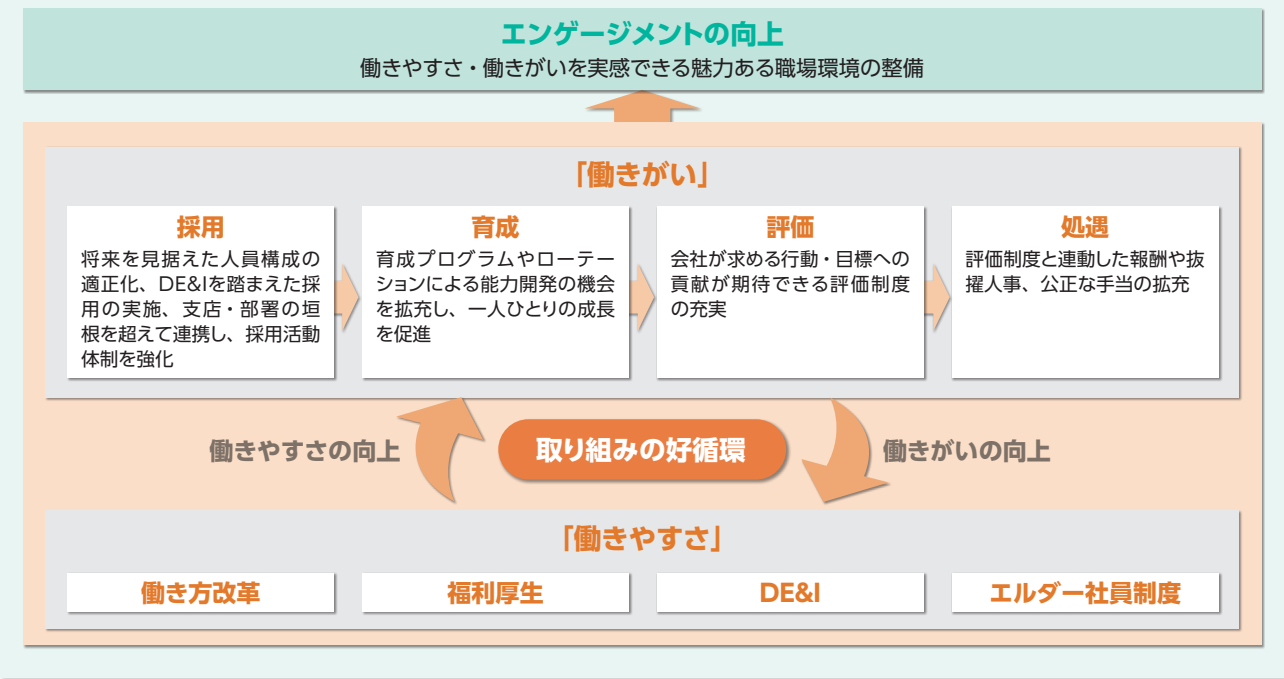 エンゲージメントの向上
働きやすさ・働きがいを実感できる魅力ある職場環境の整備
「働きがい」
採用
将来を見据えた人員構成の
適正化、DE&Iを踏まえた採
用の実施、支店・部署の垣
根を超えて連携し、採用活動
体制を強化
育成
育成プログラムやローテー
ションによる能力開発の機会
を拡充し、一人ひとりの成長
を促進
評価
会社が求める行動・目標への
貢献が期待できる評価制度
の充実
処遇
評価制度と連動した報酬や抜
擢人事、公正な手当の拡充
働きやすさの向上
取り組みの好循環
働きがいの向上
「働きやすさ」
働き方改革
福利厚生
DE&I
エルダー社員制度